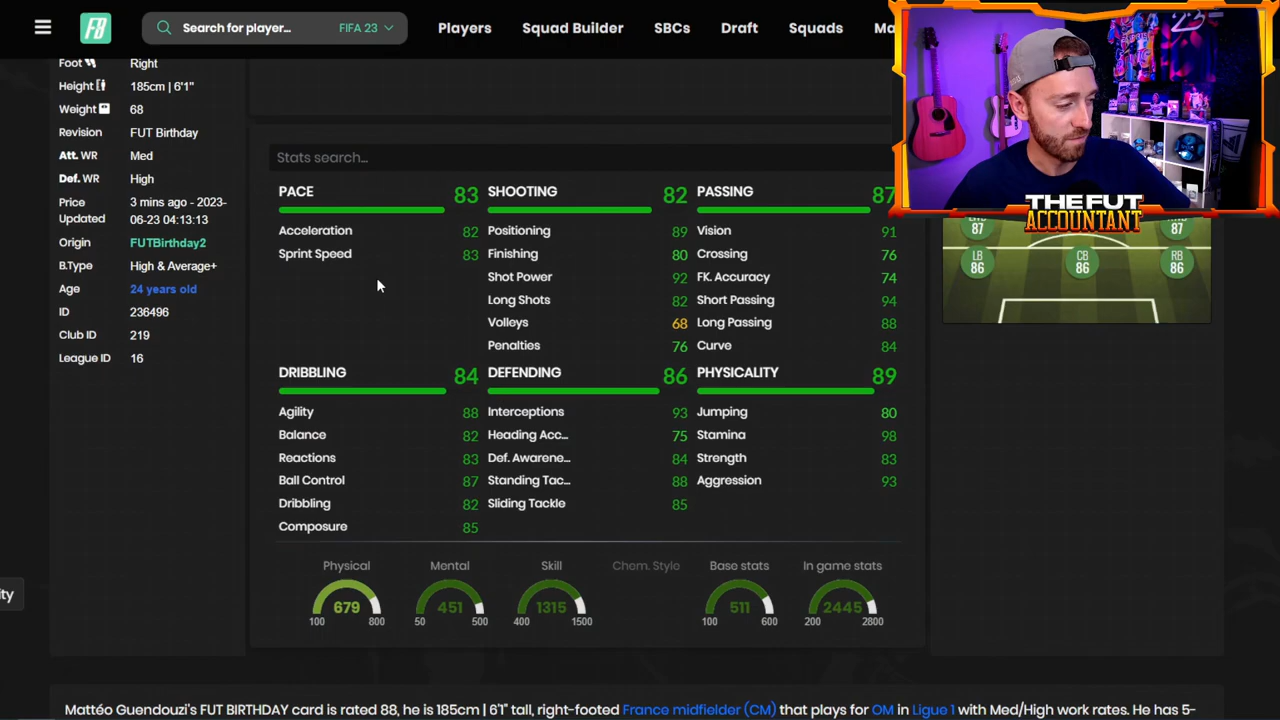 FB Search for player... FIFA 23 Players Squad Builder SBCs Draft Squads Ma
Foot Right
Height 185cm | 6'1"
Weight 68
Revision FUT Birthday
Att. WR Med
Def. WR High
Price Updated 3 mins ago - 2023-06-23 04:13:13
Origin FUTBirthday2
B.Type High & Average+
Age 24 years old
ID 236496
Club ID 219
League ID 16
Stats search...
PACE 83
Acceleration 82
Sprint Speed 83
SHOOTING 82
Positioning 89
Finishing 80
Shot Power 92
Long Shots 82
Volleys 68
Penalties 76
PASSING 87
Vision 91
Crossing 76
FK. Accuracy 74
Short Passing 94
Long Passing 88
Curve 84
DRIBBLING 84
Agility 88
Balance 82
Reactions 83
Ball Control 87
Dribbling 82
Composure 85
DEFENDING 86
Interceptions 93
Heading Acc... 75
Def. Awarene... 84
Standing Tac... 88
Sliding Tackle 85
PHYSICALITY 89
Jumping 80
Stamina 98
Strength 83
Aggression 93
Physical Mental Skill Chem. Style Base stats In game stats
679 451 1315 511 2445
100 800 50 500 400 1500 100 600 200 2800
THE FUT
ACCOUNTANT
87 87
LB CB RB
86 86 86
ity
Mattéo Guendouzi's FUT BIRTHDAY card is rated 88, he is 185cm | 6'1" tall, right-footed France midfielder (CM) that plays for OM in Ligue 1 with Med/High work rates. He has 5-